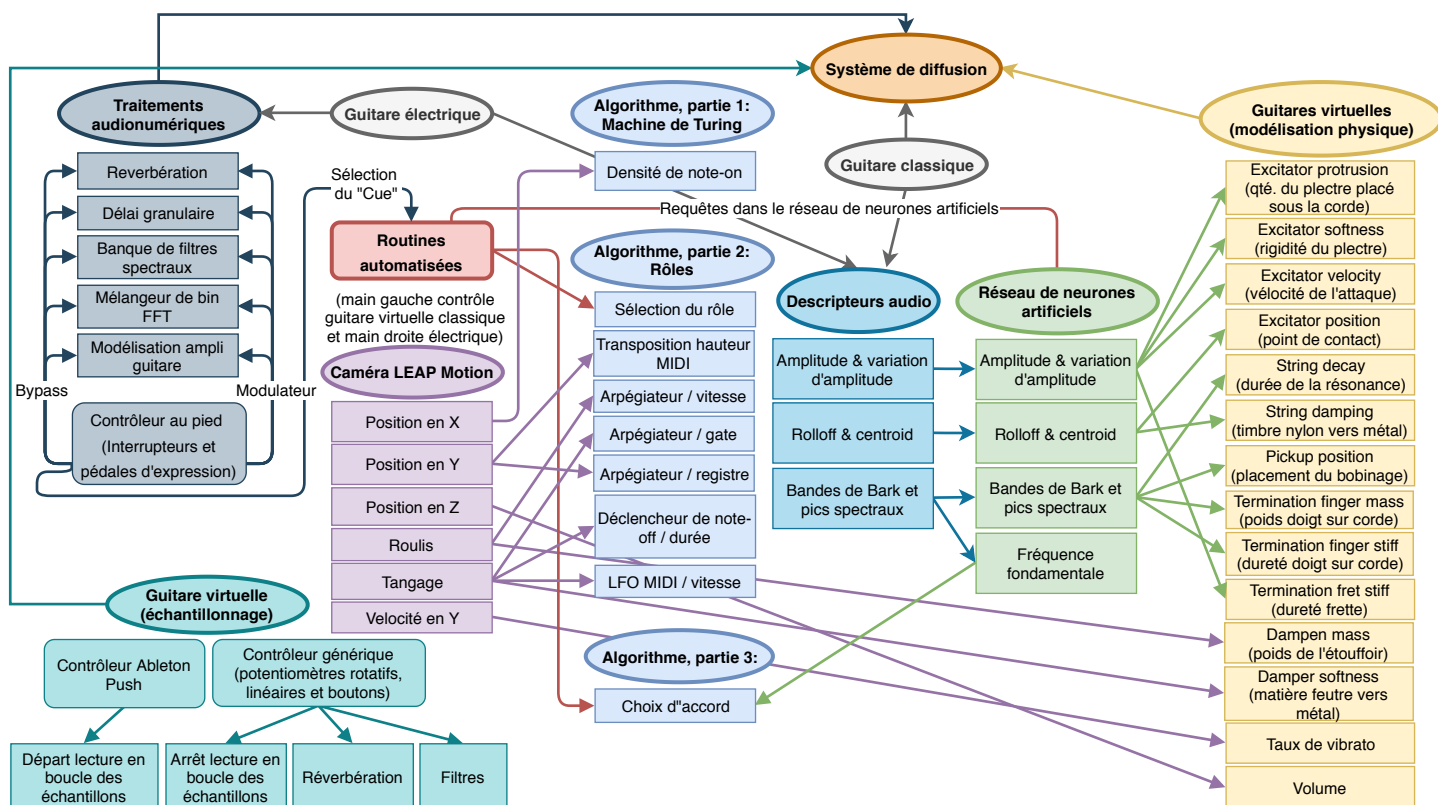 Système de diffusion
Traitements
audionumériques
Guitare électrique
Algorithme, partie 1:
Machine de Turing
Guitare classique
Guitares virtuelles
(modélisation physique)
Reverbération
Délai granulaire
Banque de filtres
spectraux
Mélangeur de bin
FFT
Modélisation ampli
guitare
Bypass
Modulateur
Contrôleur au pied
(Interrupteurs et
pédales d'expression)
Sélection
du "Cue"
Routines
automatisées
(main gauche contrôle
guitare virtuelle classique
et main droite électrique)
Caméra LEAP Motion
Position en X
Position en Y
Position en Z
Roulis
Tangage
Velocité en Y
Densité de note-on
Requêtes dans le réseau de neurones artificiels
Algorithme, partie 2:
Rôles
Sélection du rôle
Transposition hauteur
MIDI
Arpégiateur / vitesse
Arpégiateur / gate
Arpégiateur / registre
Déclencheur de note-
off / durée
LFO MIDI / vitesse
Algorithme, partie 3:
Choix d"accord
Descripteurs audio
Amplitude & variation
d'amplitude
Rolloff & centroid
Bandes de Bark et
pics spectraux
Réseau de neurones
artificiels
Amplitude & variation
d'amplitude
Rolloff & centroid
Bandes de Bark et
pics spectraux
Fréquence
fondamentale
Excitator protrusion
(qté. du plectre placé
sous la corde)
Excitator softness
(rigidité du plectre)
Excitator velocity
(vélocité de l'attaque)
Excitator position
(point de contact)
String decay
(durée de la résonance)
String damping
(timbre nylon vers métal)
Pickup position
(placement du bobinage)
Termination finger mass
(poids doigt sur corde)
Termination finger stiff
(dureté doigt sur corde)
Termination fret stiff
(dureté frette)
Dampen mass
(poids de l'étouffoir)
Damper softness
(matière feutre vers
métal)
Taux de vibrato
Volume
Guitare virtuelle
(échantillonnage)
Contrôleur Ableton
Push
Contrôleur générique
(potentiomètres rotatifs,
linéaires et boutons)
Départ lecture en
boucle des
échantillons
Arrêt lecture en
boucle des
échantillons
Réverbération
Filtres